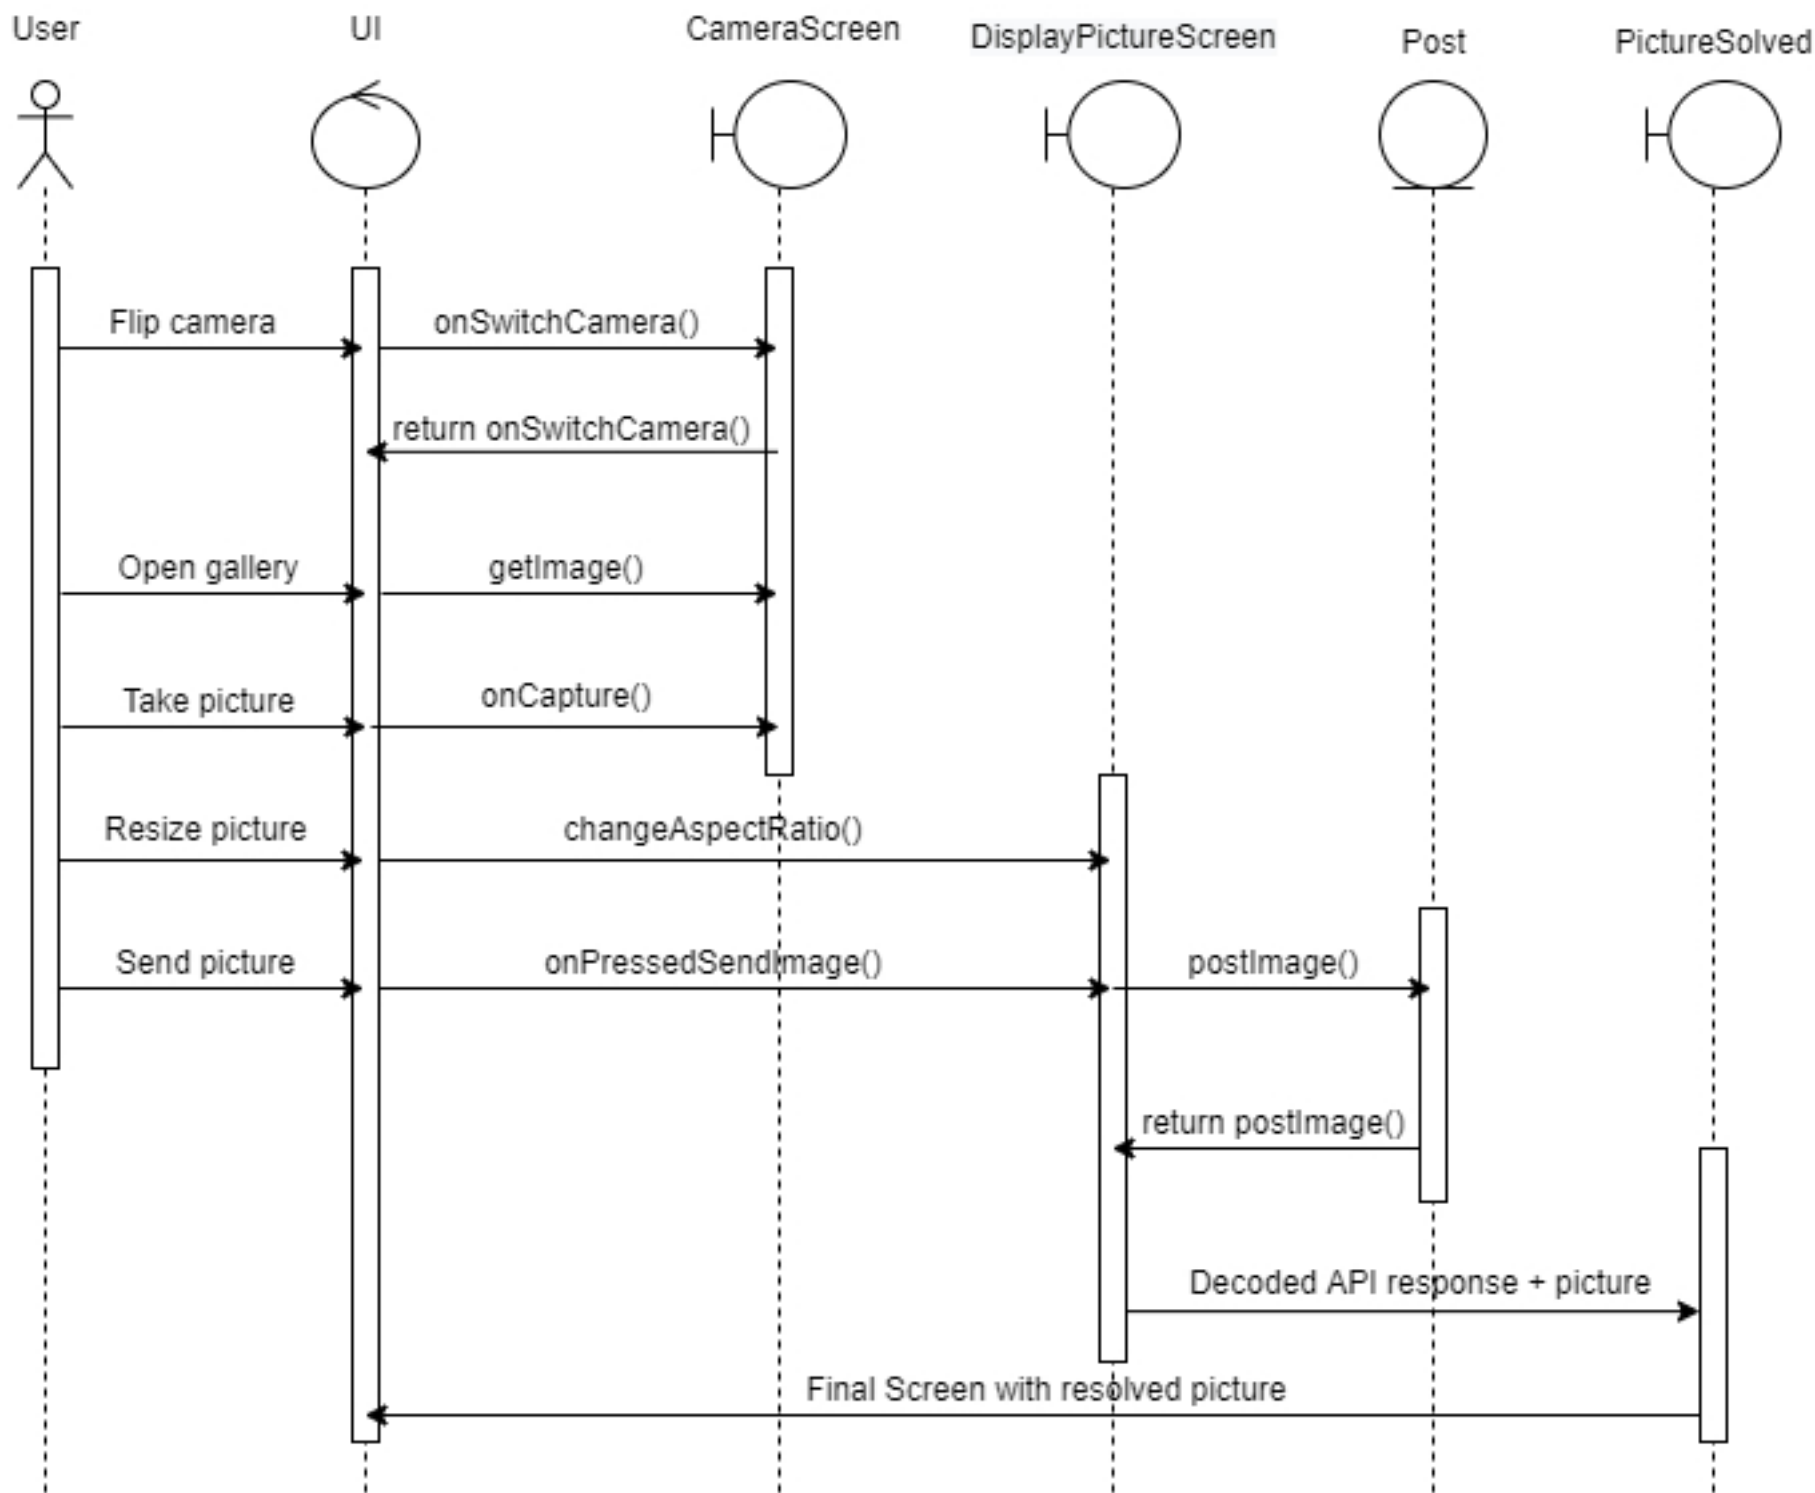 User
UI
CameraScreen
DisplayPictureScreen
Post
PictureSolved
Flip camera
onSwitchCamera()
return onSwitchCamera()
Open gallery
getImage()
Take picture
onCapture()
Resize picture
changeAspectRatio()
Send picture
onPressedSendImage()
postImage()
return postImage()
Decoded API response + picture
Final Screen with resolved picture